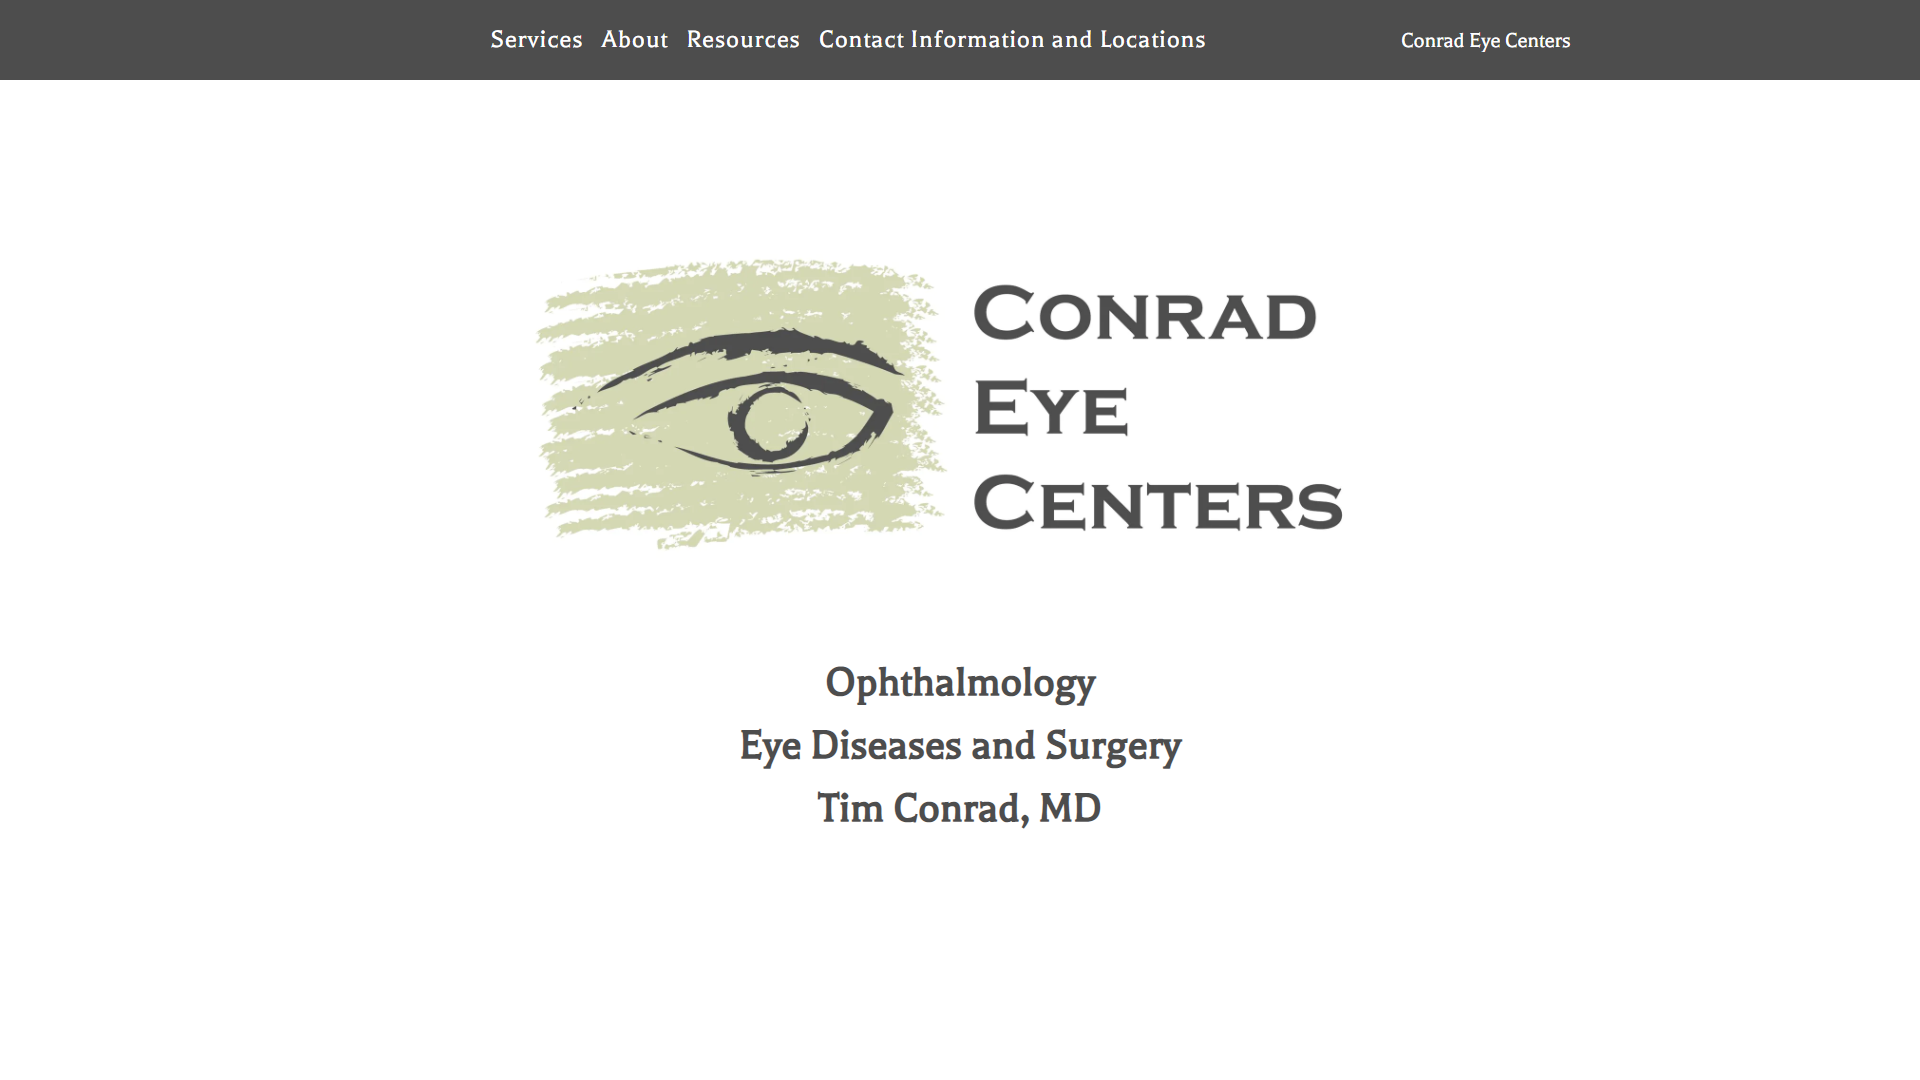 Services About Resources Contact Information and Locations Conrad Eye Centers
Conrad
Eye
Centers
Ophthalmology
Eye Diseases and Surgery
Tim Conrad, MD